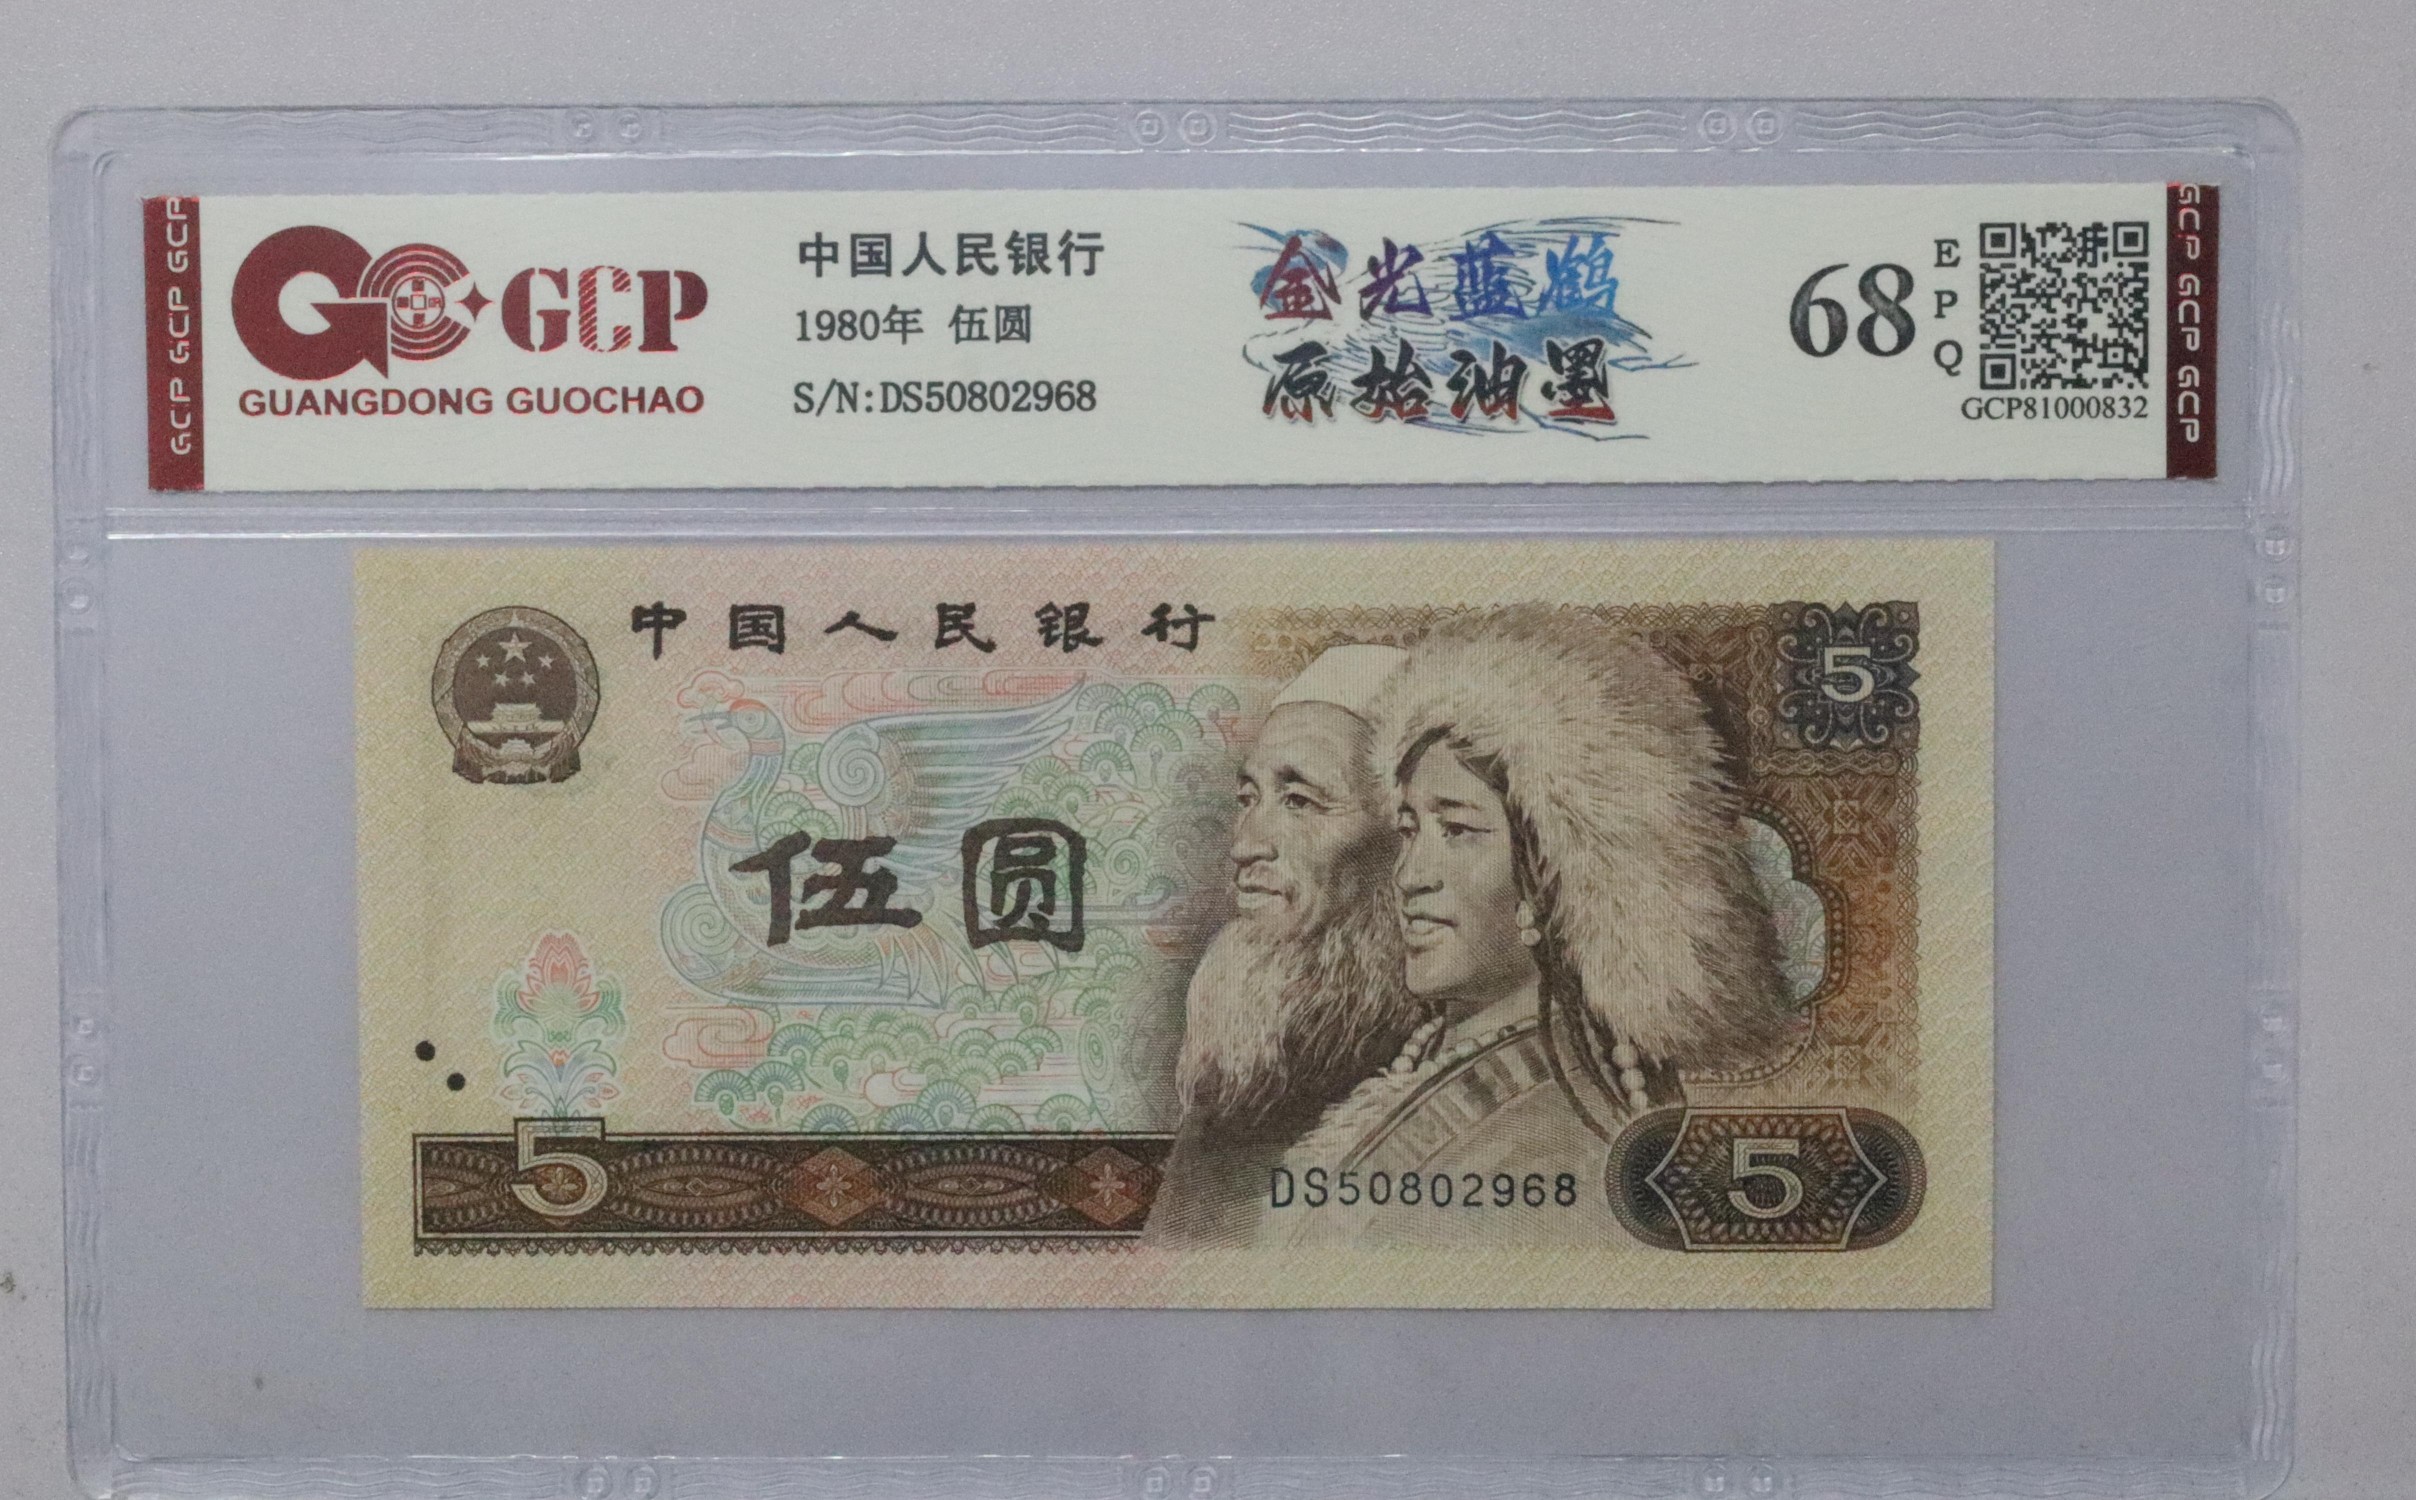 GCP GCP GCP
GCP
GUANGDONG GUOCHAO
中国人民银行
1980年 伍圆
S/N:DS50802968
金光蓝鹤
原始油墨
68
EPQ
GCP81000832
GCP GCP GCP
中国人民银行
5
伍圆
5
DS50802968
5